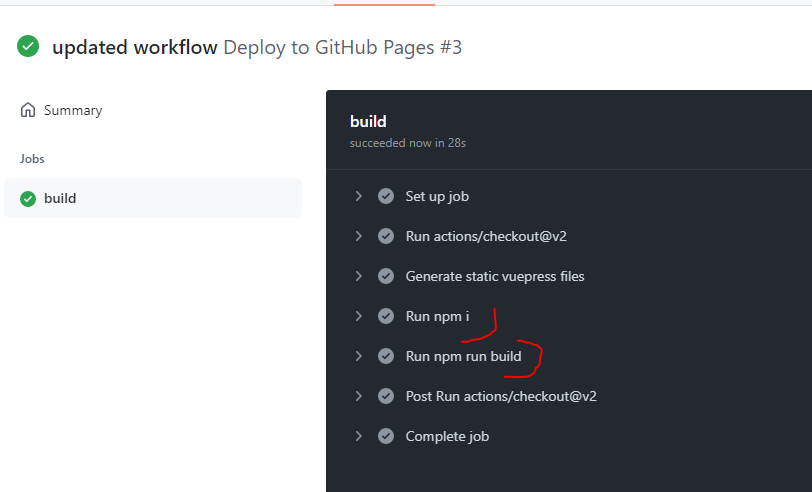 updated workflow Deploy to GitHub Pages #3
Summary
Jobs
build
build
succeeded now in 28s
Set up job
Run actions/checkout@v2
Generate static vuepress files
Run npm i
Run npm run build
Post Run actions/checkout@v2
Complete job